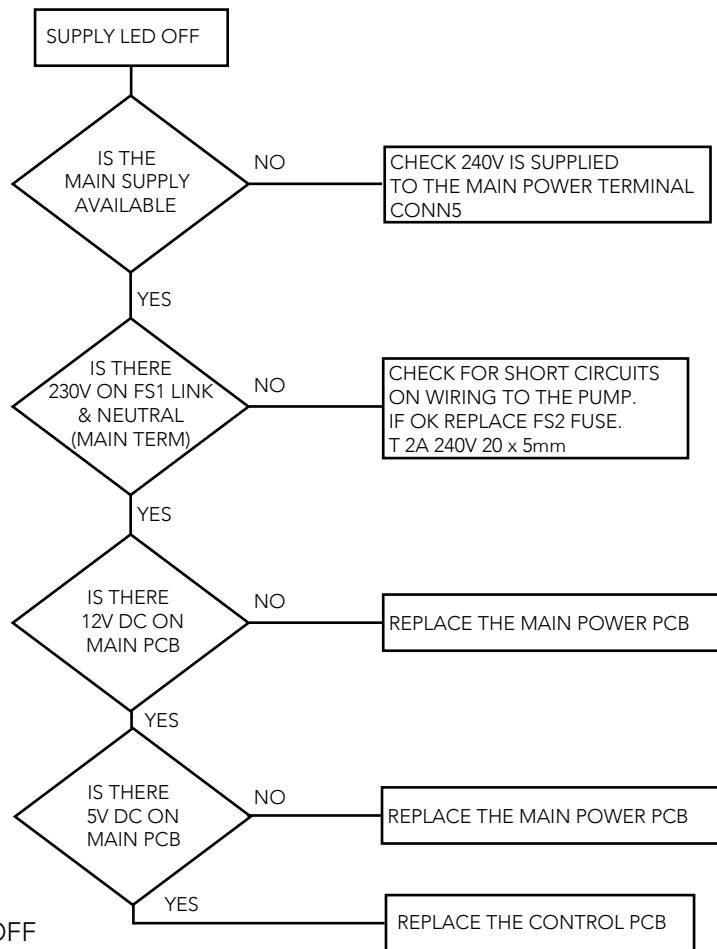 SUPPLY LED OFF
IS THE
MAIN SUPPLY
AVAILABLE
NO
CHECK 240V IS SUPPLIED
TO THE MAIN POWER TERMINAL
CONN5
YES
IS THERE
230V ON FS1 LINK
& NEUTRAL
(MAIN TERM)
NO
CHECK FOR SHORT CIRCUITS
ON WIRING TO THE PUMP.
IF OK REPLACE FS2 FUSE.
T 2A 240V 20 x 5mm
YES
IS THERE
12V DC ON
MAIN PCB
NO
REPLACE THE MAIN POWER PCB
YES
IS THERE
5V DC ON
MAIN PCB
NO
REPLACE THE MAIN POWER PCB
YES
REPLACE THE CONTROL PCB